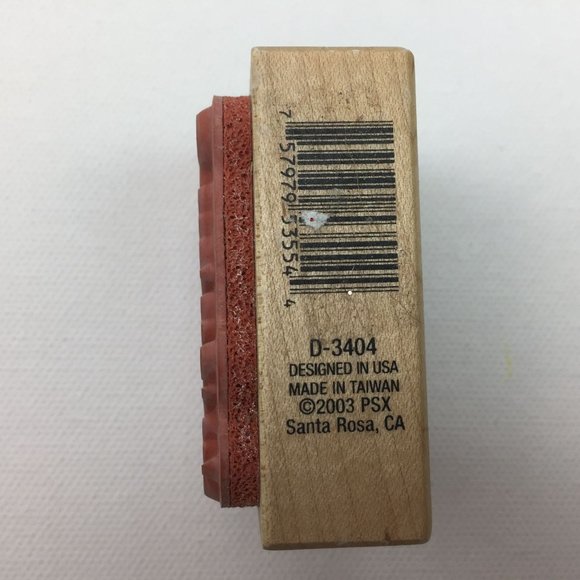 7 57979 53554 4
D-3404
DESIGNED IN USA
MADE IN TAIWAN
©2003 PSX
Santa Rosa, CA